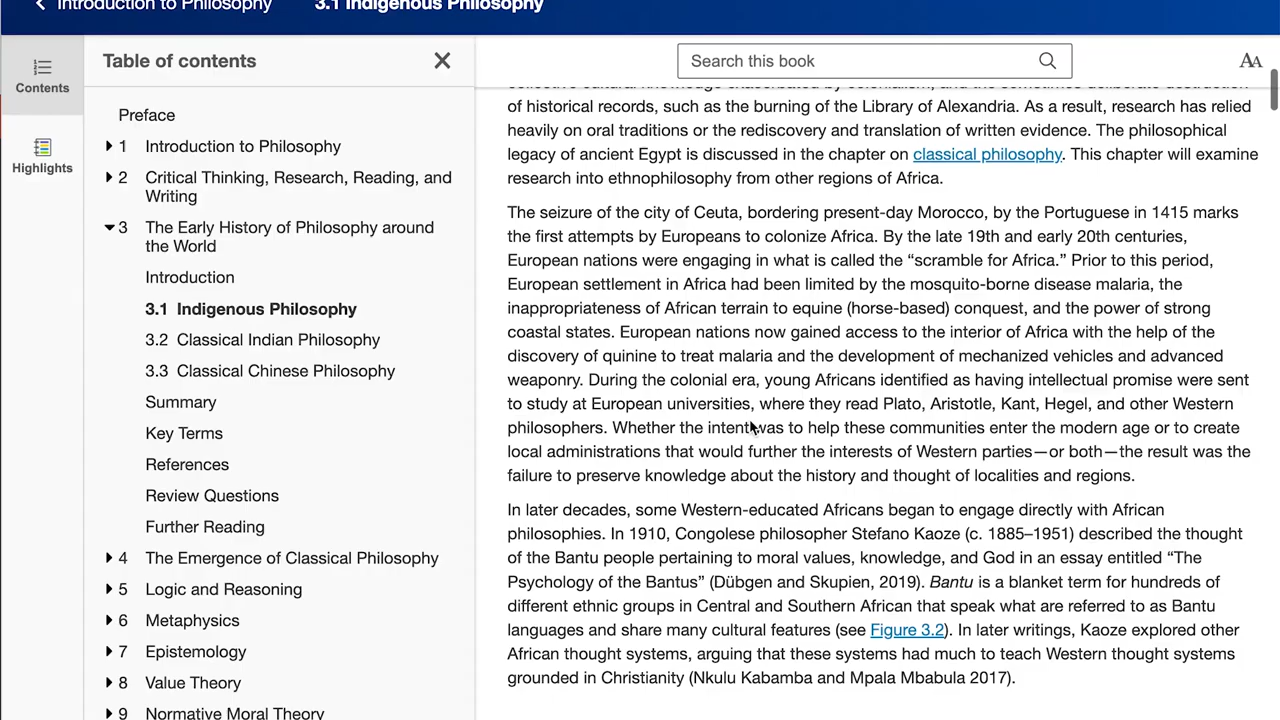 Introduction to Philosophy
3.1 Indigenous Philosophy
Contents
Highlights
Table of contents
Preface
1 Introduction to Philosophy
2 Critical Thinking, Research, Reading, and
Writing
3 The Early History of Philosophy around
the World
Introduction
3.1 Indigenous Philosophy
3.2 Classical Indian Philosophy
3.3 Classical Chinese Philosophy
Summary
Key Terms
References
Review Questions
Further Reading
4 The Emergence of Classical Philosophy
5 Logic and Reasoning
6 Metaphysics
7 Epistemology
8 Value Theory
9 Normative Moral Theory
Search this book
AA
collective cultural knowledge exacerbated by colonialism, and the sometimes deliberate destruction
of historical records, such as the burning of the Library of Alexandria. As a result, research has relied
heavily on oral traditions or the rediscovery and translation of written evidence. The philosophical
legacy of ancient Egypt is discussed in the chapter on classical philosophy. This chapter will examine
research into ethnophilosophy from other regions of Africa.
The seizure of the city of Ceuta, bordering present-day Morocco, by the Portuguese in 1415 marks
the first attempts by Europeans to colonize Africa. By the late 19th and early 20th centuries,
European nations were engaging in what is called the “scramble for Africa.” Prior to this period,
European settlement in Africa had been limited by the mosquito-borne disease malaria, the
inappropriateness of African terrain to equine (horse-based) conquest, and the power of strong
coastal states. European nations now gained access to the interior of Africa with the help of the
discovery of quinine to treat malaria and the development of mechanized vehicles and advanced
weaponry. During the colonial era, young Africans identified as having intellectual promise were sent
to study at European universities, where they read Plato, Aristotle, Kant, Hegel, and other Western
philosophers. Whether the intent was to help these communities enter the modern age or to create
local administrations that would further the interests of Western parties—or both—the result was the
failure to preserve knowledge about the history and thought of localities and regions.
In later decades, some Western-educated Africans began to engage directly with African
philosophies. In 1910, Congolese philosopher Stefano Kaoze (c. 1885–1951) described the thought
of the Bantu people pertaining to moral values, knowledge, and God in an essay entitled “The
Psychology of the Bantus” (Dübgen and Skupien, 2019). Bantu is a blanket term for hundreds of
different ethnic groups in Central and Southern African that speak what are referred to as Bantu
languages and share many cultural features (see Figure 3.2). In later writings, Kaoze explored other
African thought systems, arguing that these systems had much to teach Western thought systems
grounded in Christianity (Nkulu Kabamba and Mpala Mbabula 2017).